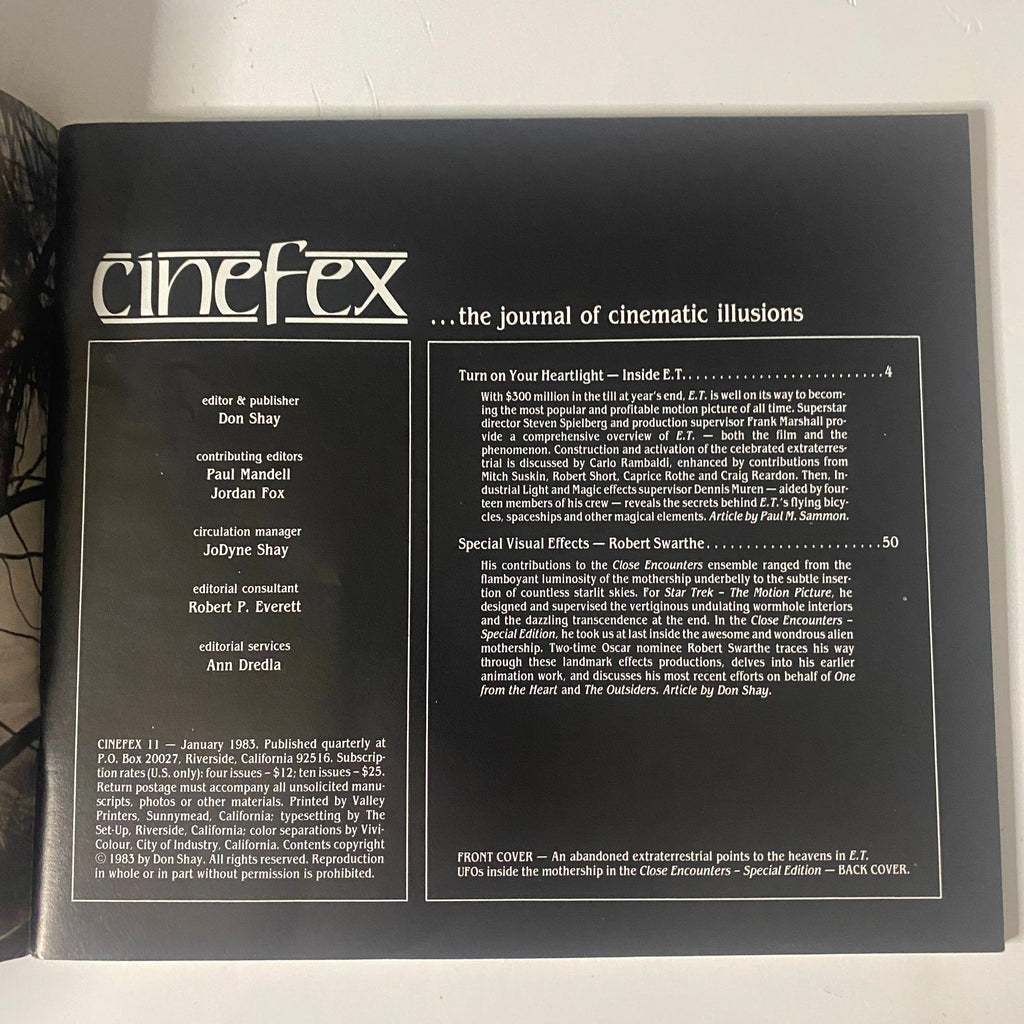 cinefex
...the journal of cinematic illusions
editor & publisher
Don Shay
contributing editors
Paul Mandell
Jordan Fox
circulation manager
JoDyne Shay
editorial consultant
Robert P. Everett
editorial services
Ann Dredla
CINEFEX 11 — January 1983. Published quarterly at
P.O. Box 20027, Riverside, California 92516. Subscrip-
tion rates (U.S. only): four issues – $12; ten issues – $25.
Return postage must accompany all unsolicited manu-
scripts, photos or other materials. Printed by Valley
Printers, Sunnymead, California; typesetting by The
Set-Up, Riverside, California; color separations by Vivi-
Colour, City of Industry, California. Contents copyright
© 1983 by Don Shay. All rights reserved. Reproduction
in whole or in part without permission is prohibited.
Turn on Your Heartlight — Inside E.T..........................4
With $300 million in the till at year's end, E.T. is well on its way to becom-
ing the most popular and profitable motion picture of all time. Superstar
director Steven Spielberg and production supervisor Frank Marshall pro-
vide a comprehensive overview of E.T. — both the film and the
phenomenon. Construction and activation of the celebrated extraterres-
trial is discussed by Carlo Rambaldi, enhanced by contributions from
Mitch Suskin, Robert Short, Caprice Rothe and Craig Reardon. Then, In-
dustrial Light and Magic effects supervisor Dennis Muren — aided by four-
teen members of his crew — reveals the secrets behind E.T.'s flying bicy-
cles, spaceships and other magical elements. Article by Paul M. Sammon.
Special Visual Effects — Robert Swarthe.......................50
His contributions to the Close Encounters ensemble ranged from the
flamboyant luminosity of the mothership underbelly to the subtle inser-
tion of countless starlit skies. For Star Trek – The Motion Picture, he
designed and supervised the vertiginous undulating wormhole interiors
and the dazzling transcendence at the end. In the Close Encounters –
Special Edition, he took us at last inside the awesome and wondrous alien
mothership. Two-time Oscar nominee Robert Swarthe traces his way
through these landmark effects productions, delves into his earlier
animation work, and discusses his most recent efforts on behalf of One
from the Heart and The Outsiders. Article by Don Shay.
FRONT COVER — An abandoned extraterrestrial points to the heavens in E.T.
UFOs inside the mothership in the Close Encounters – Special Edition — BACK COVER.